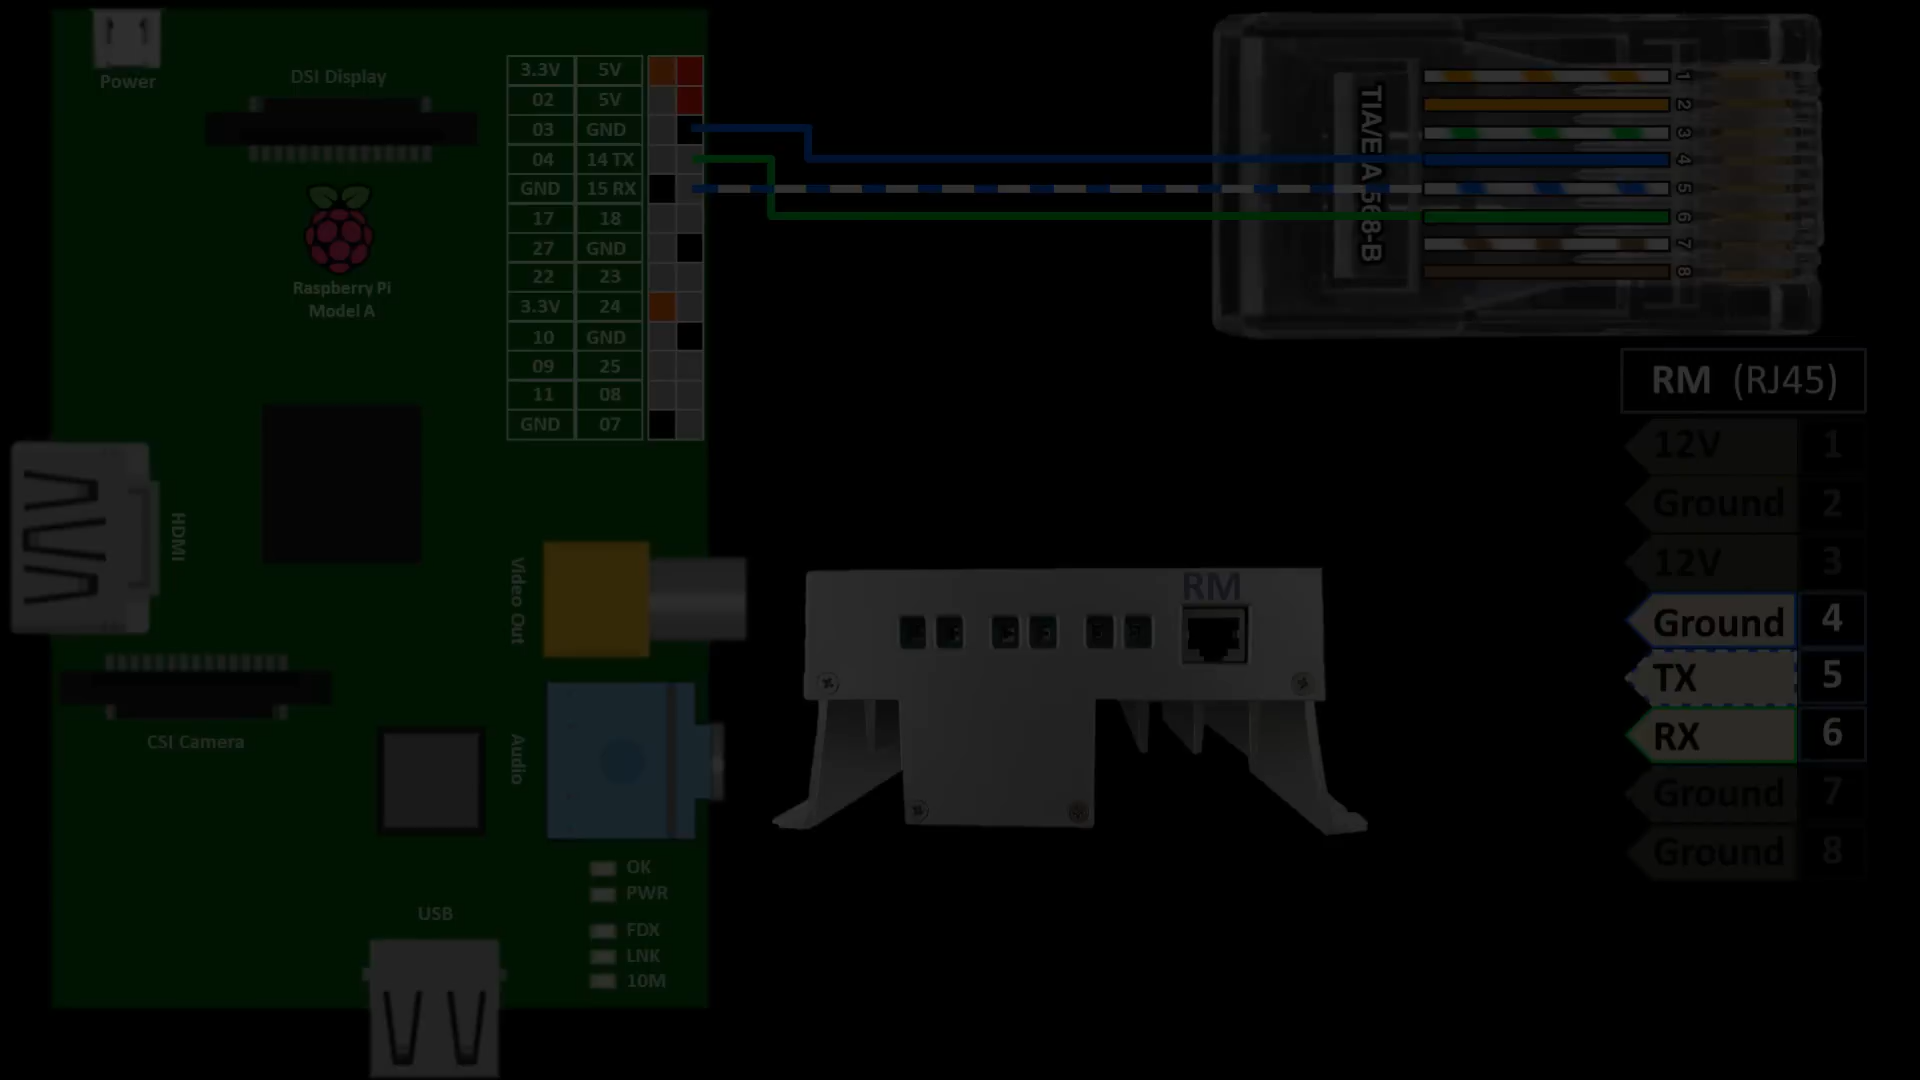 Power
DSI Display
Raspberry Pi
Model A
HDMI
CSI Camera
Video Out
Audio
USB
OK
PWR
FDX
LNK
10M
3.3V 5V
02 5V
03 GND
04 14 TX
GND 15 RX
17 18
27 GND
22 23
3.3V 24
10 GND
09 25
11 08
GND 07
TIA/E A 568-B
1
2
3
4
5
6
7
8
RM
RM (RJ45)
12V 1
Ground 2
12V 3
Ground 4
TX 5
RX 6
Ground 7
Ground 8